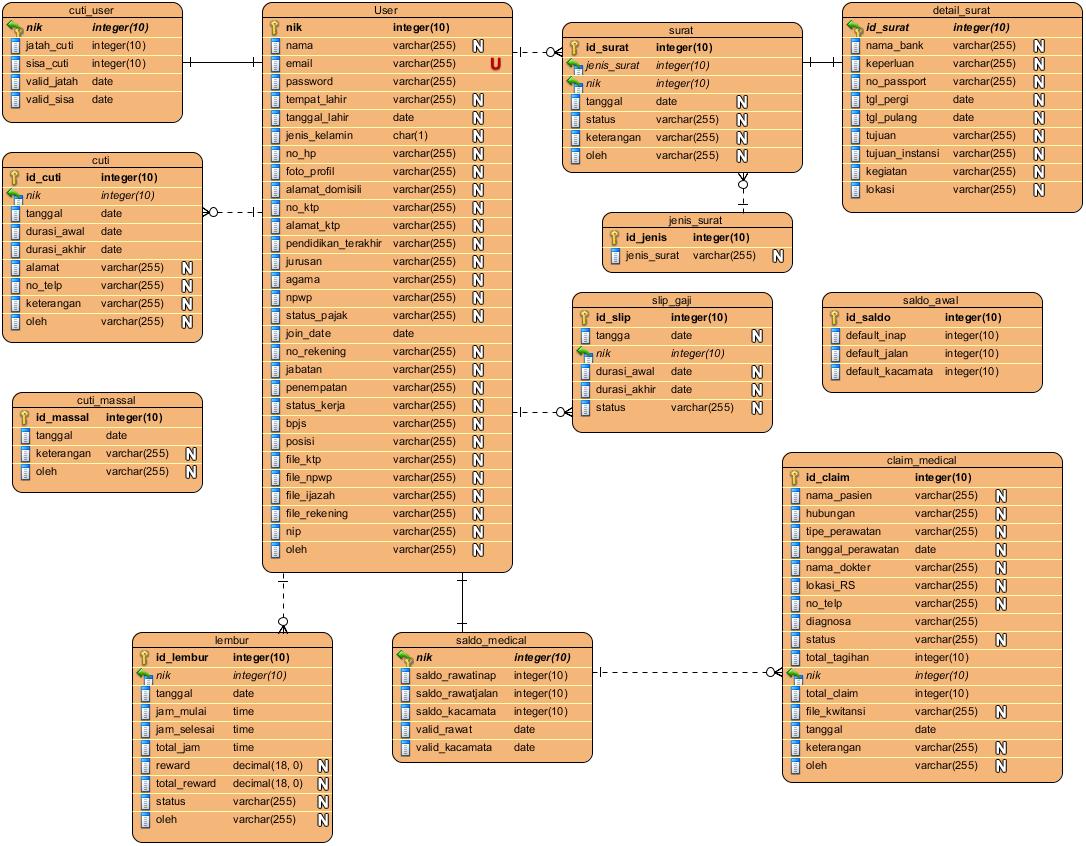 cuti_user
nik integer(10)
jatah_cuti integer(10)
sisa_cuti integer(10)
valid_jatah date
valid_sisa date
cuti
id_cuti integer(10)
nik integer(10)
tanggal date
durasi_awal date
durasi_akhir date
alamat varchar(255) N
no_telp varchar(255) N
keterangan varchar(255) N
oleh varchar(255) N
cuti_massal
id_massal integer(10)
tanggal date
keterangan varchar(255) N
oleh varchar(255) N
User
nik integer(10)
nama varchar(255) N
email varchar(255) U
password varchar(255)
tempat_lahir varchar(255) N
tanggal_lahir date N
jenis_kelamin char(1) N
no_hp varchar(255) N
foto_profil varchar(255) N
alamat_domisili varchar(255) N
no_ktp varchar(255) N
alamat_ktp varchar(255) N
pendidikan_terakhir varchar(255) N
jurusan varchar(255) N
agama varchar(255) N
npwp varchar(255) N
status_pajak varchar(255) N
join_date date
no_rekening varchar(255) N
jabatan varchar(255) N
penempatan varchar(255) N
status_kerja varchar(255) N
bpjs varchar(255) N
posisi varchar(255) N
file_ktp varchar(255) N
file_npwp varchar(255) N
file_ijazah varchar(255) N
file_rekening varchar(255) N
nip varchar(255) N
oleh varchar(255) N
surat
id_surat integer(10)
jenis_surat integer(10)
nik integer(10)
tanggal date N
status varchar(255) N
keterangan varchar(255) N
oleh varchar(255) N
detail_surat
id_surat integer(10)
nama_bank varchar(255) N
keperluan varchar(255) N
no_passport varchar(255) N
tgl_pergi date N
tgl_pulang date N
tujuan varchar(255) N
tujuan_instansi varchar(255) N
kegiatan varchar(255) N
lokasi varchar(255) N
jenis_surat
id_jenis integer(10)
jenis_surat varchar(255) N
slip_gaji
id_slip integer(10)
tangga date N
nik integer(10)
durasi_awal date N
durasi_akhir date N
status varchar(255) N
saldo_awal
id_saldo integer(10)
default_inap integer(10)
default_jalan integer(10)
default_kacamata integer(10)
claim_medical
id_claim integer(10)
nama_pasien varchar(255) N
hubungan varchar(255) N
tipe_perawatan varchar(255) N
tanggal_perawatan date N
nama_dokter varchar(255) N
lokasi_RS varchar(255) N
no_telp varchar(255) N
diagnosa varchar(255)
status varchar(255) N
total_tagihan integer(10)
nik integer(10)
total_claim integer(10)
file_kwitansi varchar(255) N
tanggal date
keterangan varchar(255) N
oleh varchar(255) N
lembur
id_lembur integer(10)
nik integer(10)
tanggal date
jam_mulai time
jam_selesai time
total_jam time
reward decimal(18, 0) N
total_reward decimal(18, 0) N
status varchar(255) N
oleh varchar(255) N
saldo_medical
nik integer(10)
saldo_rawatinap integer(10)
saldo_rawatjalan integer(10)
saldo_kacamata integer(10)
valid_rawat date
valid_kacamata date